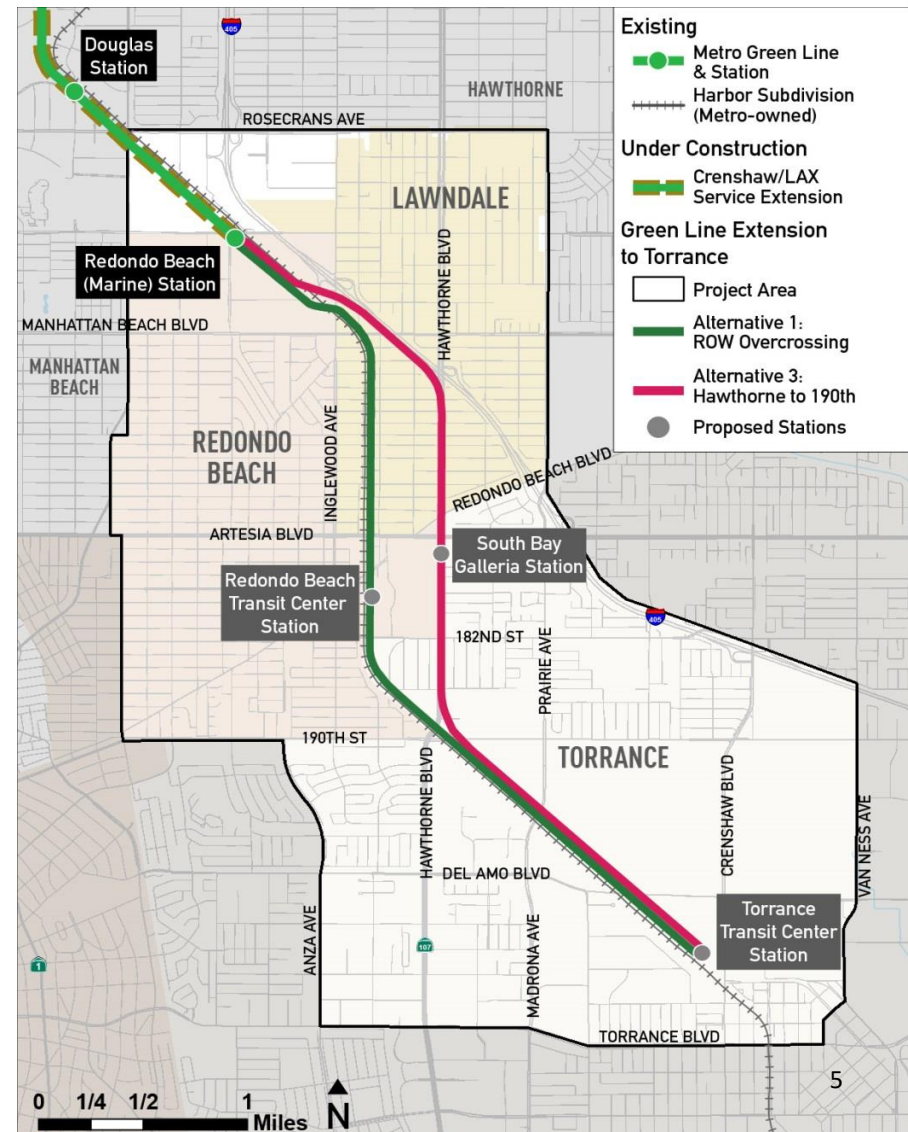 Douglas
Station
405
HAWTHORNE
ROSECRANS AVE
LAWNDALE
HAWTHORNE BLVD
Redondo Beach
(Marine) Station
MANHATTAN BEACH BLVD
MANHATTAN
BEACH
REDONDO
BEACH
INGLEWOOD AVE
REDONDO BEACH BLVD
ARTESIA BLVD
South Bay
Galleria Station
Redondo Beach
Transit Center
Station
405
182ND ST
PRAIRIE AVE
190TH ST
TORRANCE
HAWTHORNE BLVD
CRENSHAW BLVD
VAN NESS AVE
DEL AMO BLVD
ANZA AVE
107
MADRONA AVE
Torrance
Transit Center
Station
1
TORRANCE BLVD
5
0 1/4 1/2 1
Miles
N
Existing
Metro Green Line
& Station
Harbor Subdivision
(Metro-owned)
Under Construction
Crenshaw/LAX
Service Extension
Green Line Extension
to Torrance
Project Area
Alternative 1:
ROW Overcrossing
Alternative 3:
Hawthorne to 190th
Proposed Stations